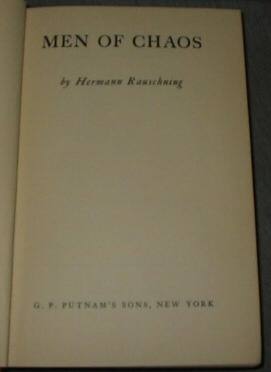 MEN OF CHAOS
by Hermann Rauschning
G. P. PUTNAM'S SONS, NEW YORK